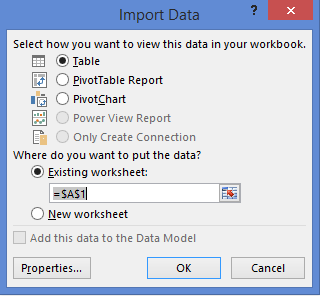 Import Data
?
Select how you want to view this data in your workbook.
Table
PivotTable Report
PivotChart
Power View Report
Only Create Connection
Where do you want to put the data?
Existing worksheet:
=$A$1
New worksheet
Add this data to the Data Model
Properties...
OK
Cancel